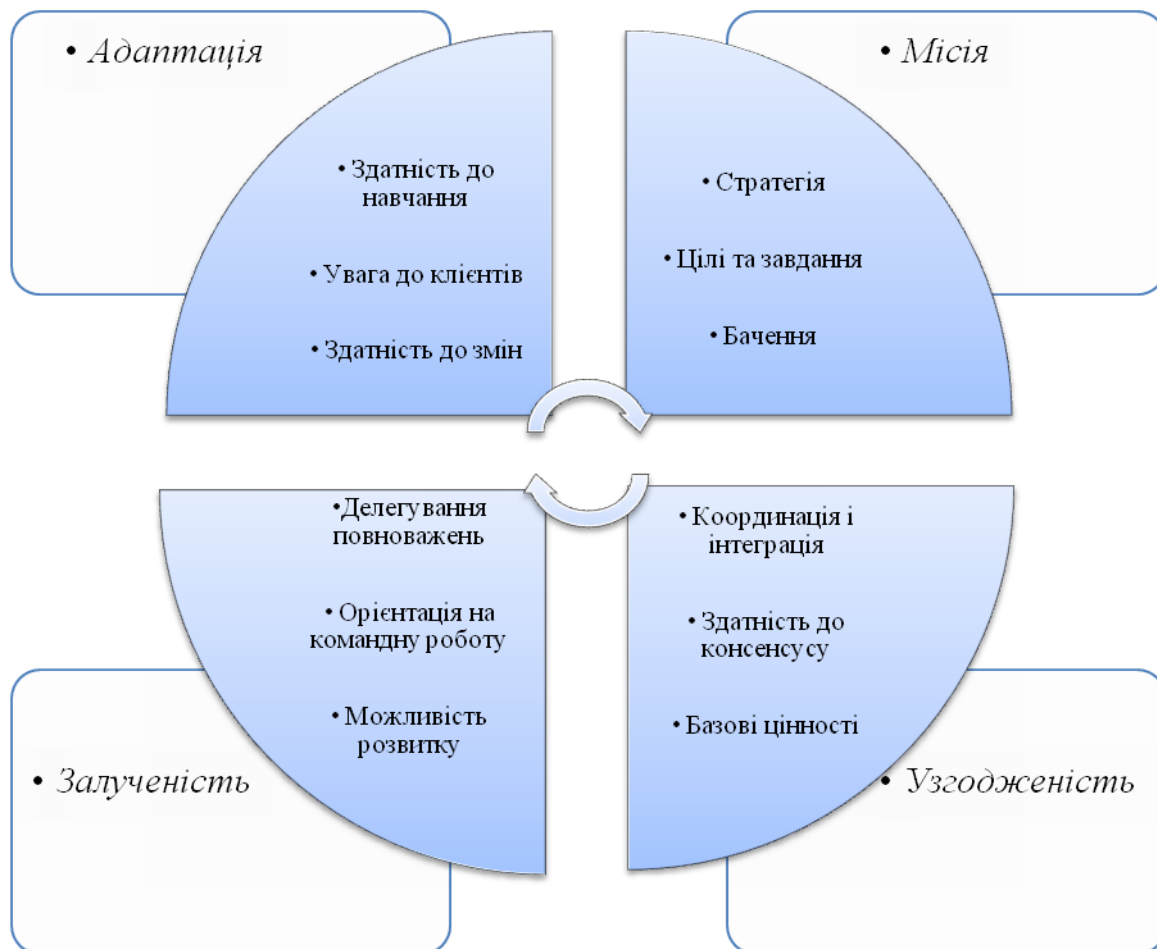 • Адаптація
• Здатність до
навчання
• Увага до клієнтів
• Здатність до змін
• Місія
• Стратегія
• Цілі та завдання
• Бачення
• Делегування
повноважень
• Орієнтація на
командну роботу
• Можливість
розвитку
• Залученість
• Координація і
інтеграція
• Здатність до
консенсусу
• Базові цінності
• Узгодженість